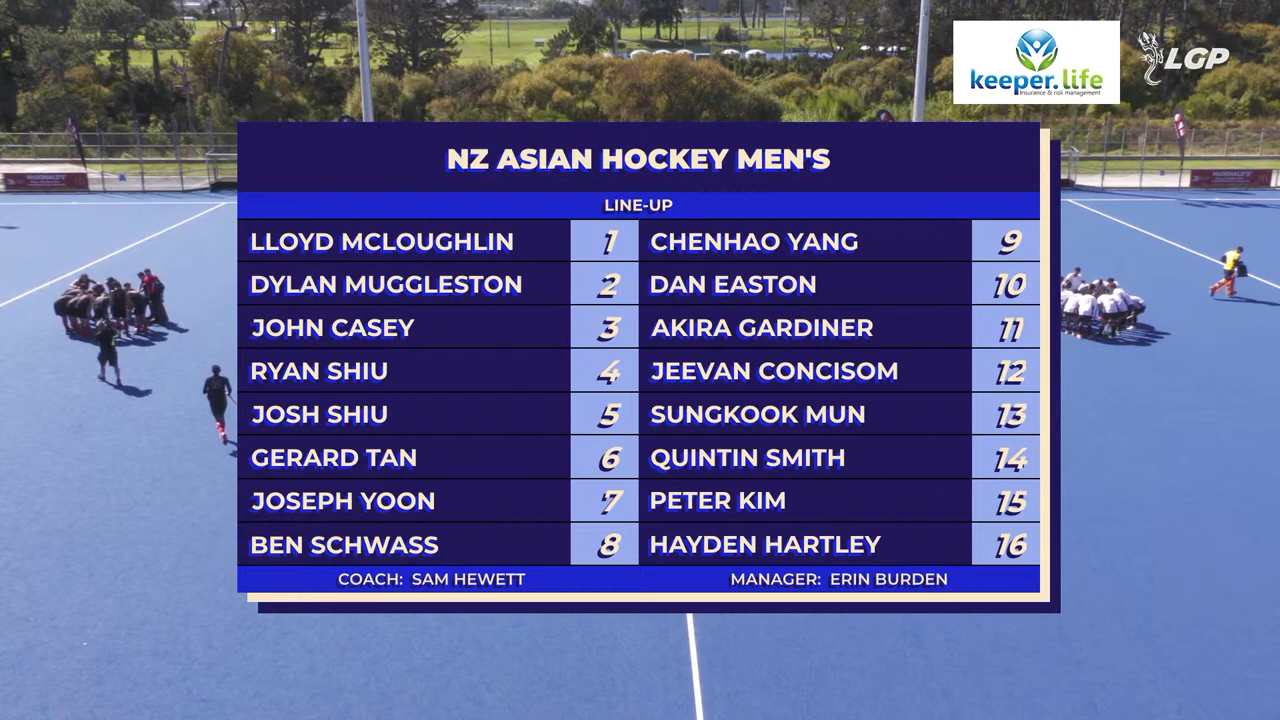 keeper.life
Insurance & risk management
LGP
NZ ASIAN HOCKEY MEN'S
LINE-UP
LLOYD MCLOUGHLIN 1 CHENHAO YANG 9
DYLAN MUGGLESTON 2 DAN EASTON 10
JOHN CASEY 3 AKIRA GARDINER 11
RYAN SHIU 4 JEEVAN CONCISOM 12
JOSH SHIU 5 SUNGKOOK MUN 13
GERARD TAN 6 QUINTIN SMITH 14
JOSEPH YOON 7 PETER KIM 15
BEN SCHWASS 8 HAYDEN HARTLEY 16
COACH: SAM HEWETT MANAGER: ERIN BURDEN